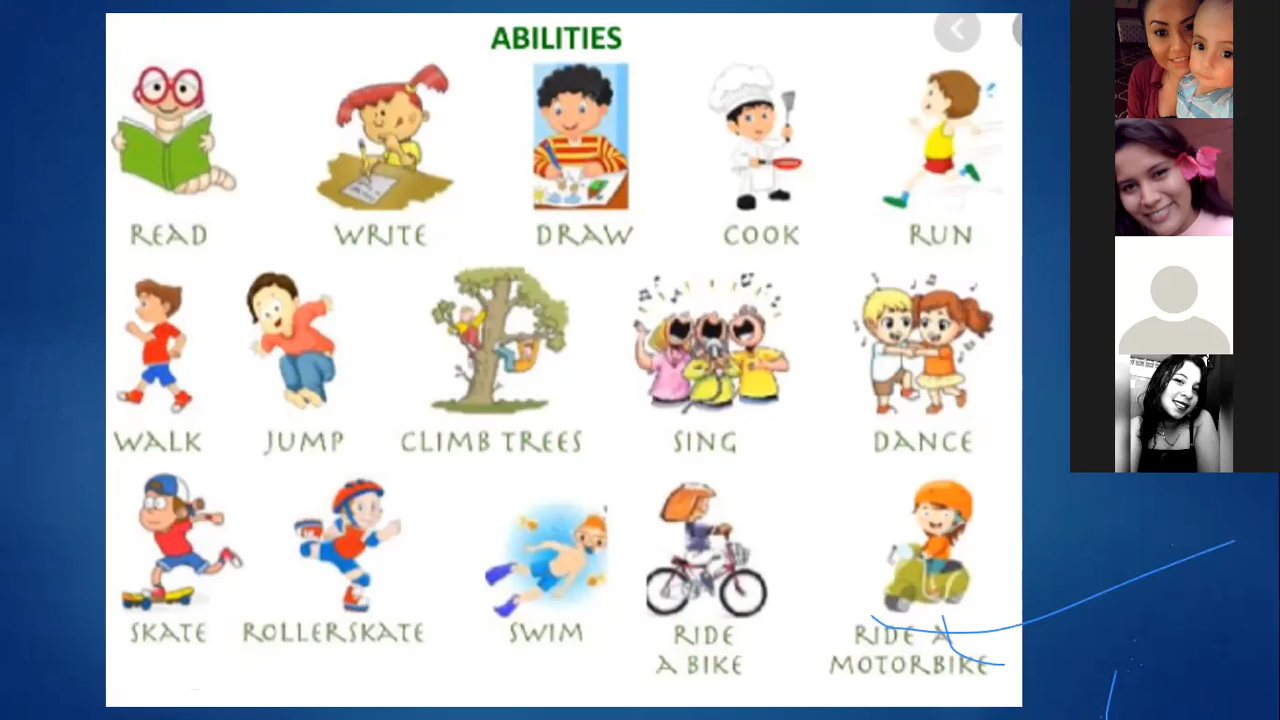 ABILITIES
READ WRITE DRAW COOK RUN
WALK JUMP CLIMB TREES SING DANCE
SKATE ROLLERSKATE SWIM RIDE RIDE A
A BIKE MOTORBIKE